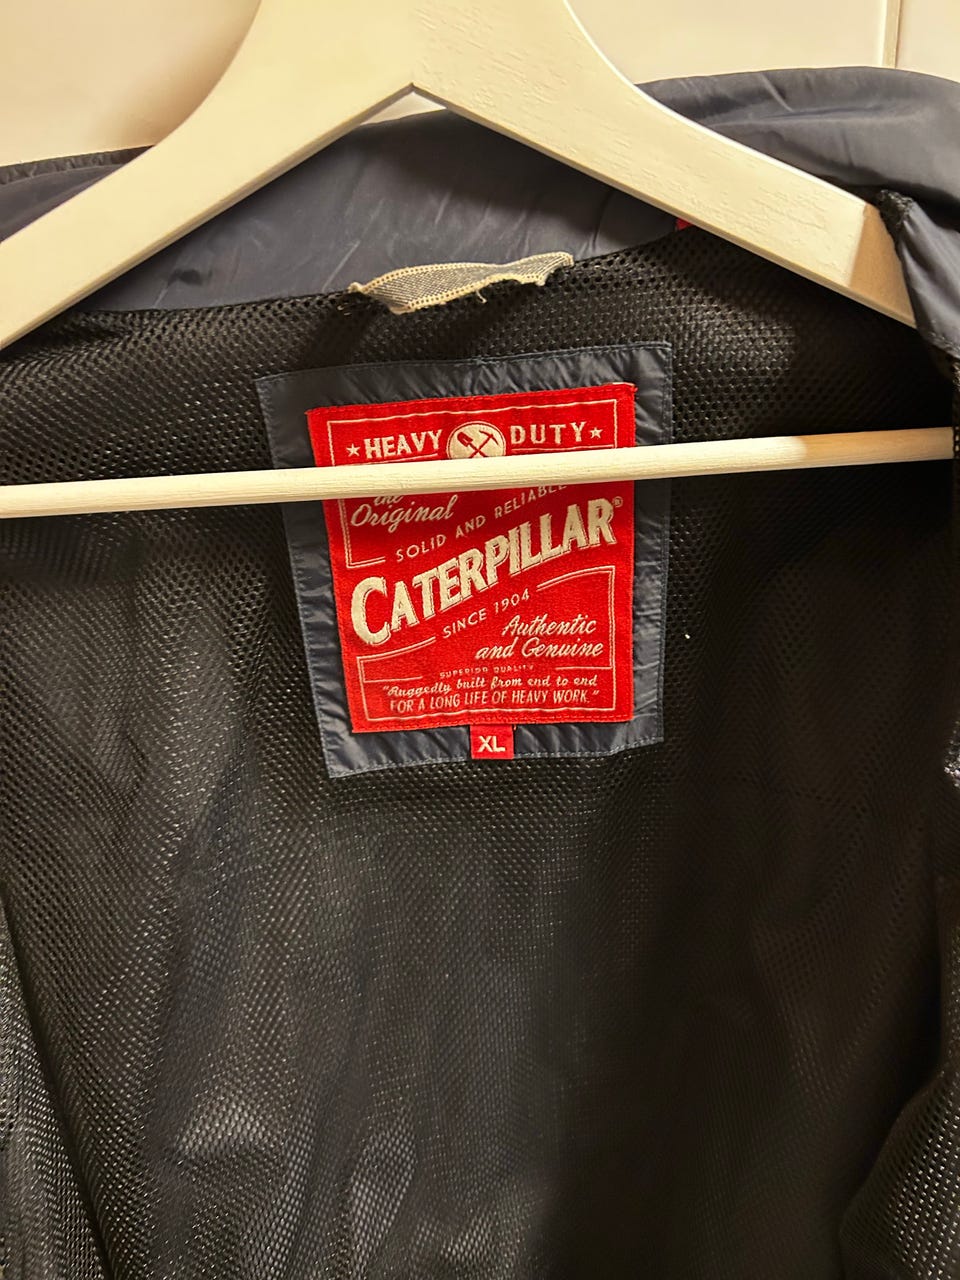 ★HEAVY DUTY★
the
Original
SOLID AND RELIABLE
CATERPILLAR®
SINCE 1904
Authentic
and Genuine
SUPERIOR QUALITY
"Ruggedly built from end to end
FOR A LONG LIFE OF HEAVY WORK."
XL